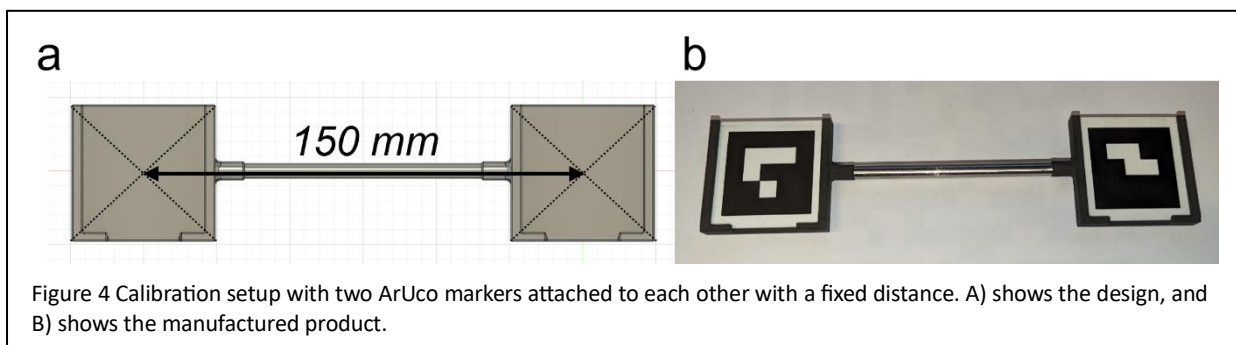 a
b
150 mm
Figure 4 Calibration setup with two ArUco markers attached to each other with a fixed distance. A) shows the design, and
B) shows the manufactured product.